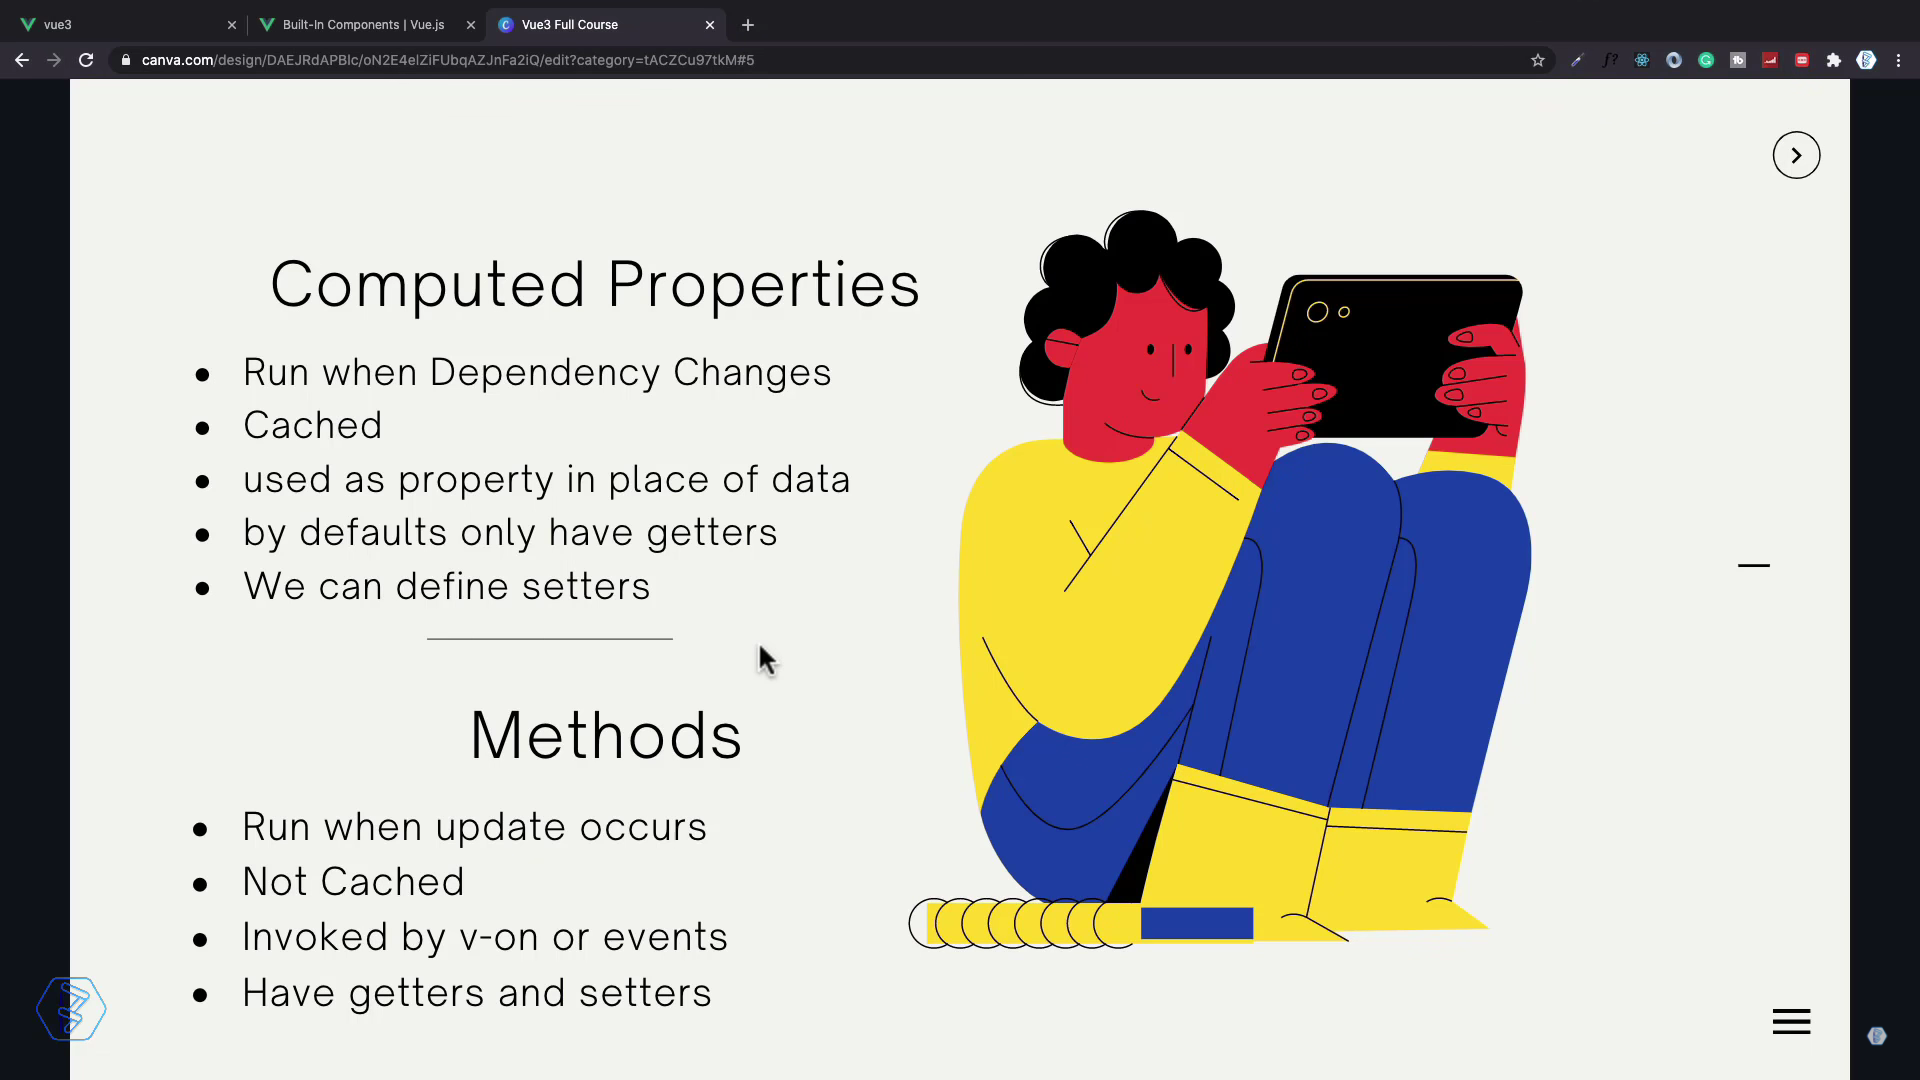 vue3
Built-In Components | Vue.js
Vue3 Full Course
canva.com/design/DAEJRdAPBlc/oN2E4elZiFUbqAZJnFa2iQ/edit?category=tACZCu97tkM#5
Computed Properties
Run when Dependency Changes
Cached
used as property in place of data
by defaults only have getters
We can define setters
Methods
Run when update occurs
Not Cached
Invoked by v-on or events
Have getters and setters